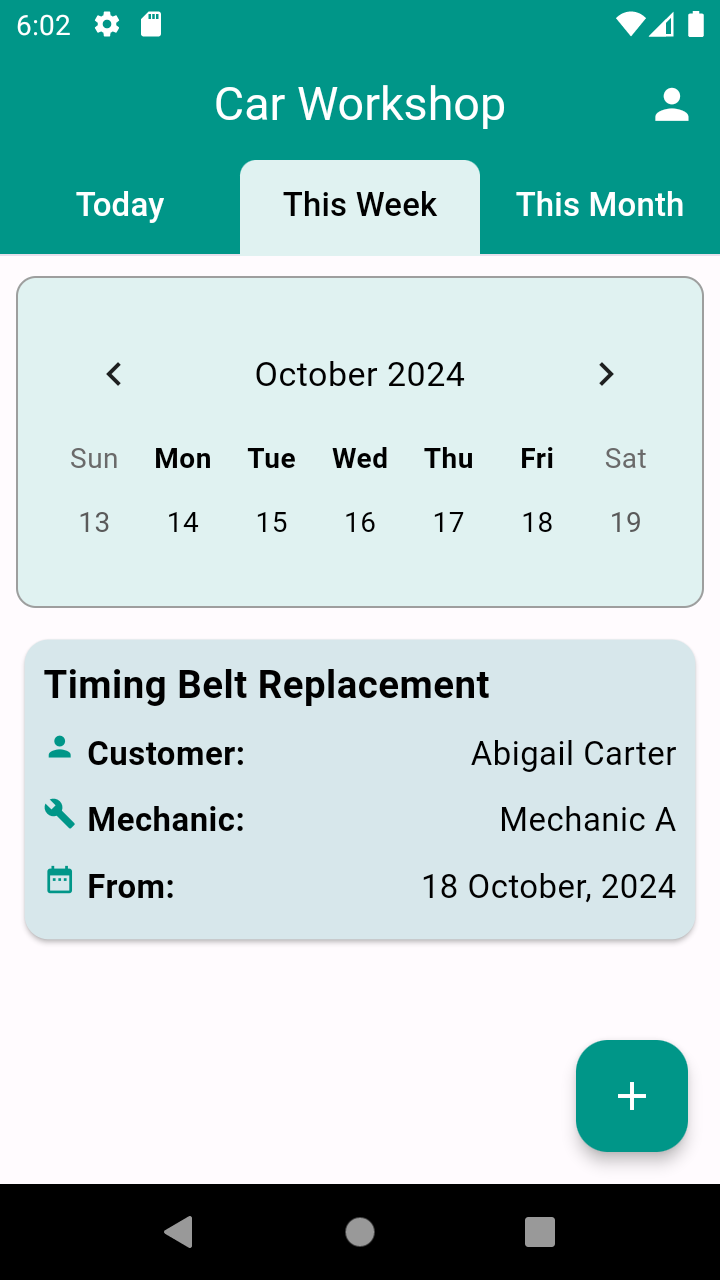 6:02
Car Workshop
Today This Week This Month
October 2024
Sun Mon Tue Wed Thu Fri Sat
13 14 15 16 17 18 19
Timing Belt Replacement
Customer: Abigail Carter
Mechanic: Mechanic A
From: 18 October, 2024